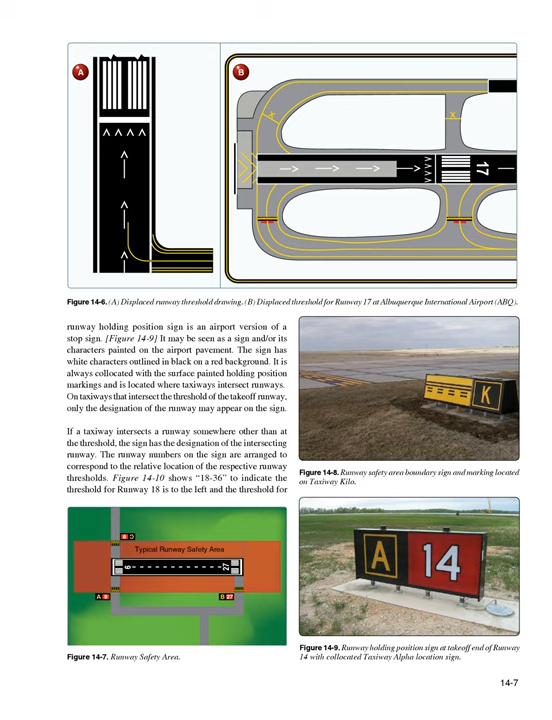 A
B
X
X
17
Figure 14-6. (A) Displaced runway threshold drawing. (B) Displaced threshold for Runway 17 at Albuquerque International Airport (ABQ).
runway holding position sign is an airport version of a
stop sign. [Figure 14-9] It may be seen as a sign and/or its
characters painted on the airport pavement. The sign has
white characters outlined in black on a red background. It is
always collocated with the surface painted holding position
markings and is located where taxiways intersect runways.
On taxiways that intersect the threshold of the takeoff runway,
only the designation of the runway may appear on the sign.
If a taxiway intersects a runway somewhere other than at
the threshold, the sign has the designation of the intersecting
runway. The runway numbers on the sign are arranged to
correspond to the relative location of the respective runway
thresholds. Figure 14-10 shows “18-36” to indicate the
threshold for Runway 18 is to the left and the threshold for
Typical Runway Safety Area
9
27
A 9
B 27
Figure 14-7. Runway Safety Area.
K
Figure 14-8. Runway safety area boundary sign and marking located
on Taxiway Kilo.
A 14
Figure 14-9. Runway holding position sign at takeoff end of Runway
14 with collocated Taxiway Alpha location sign.
14-7